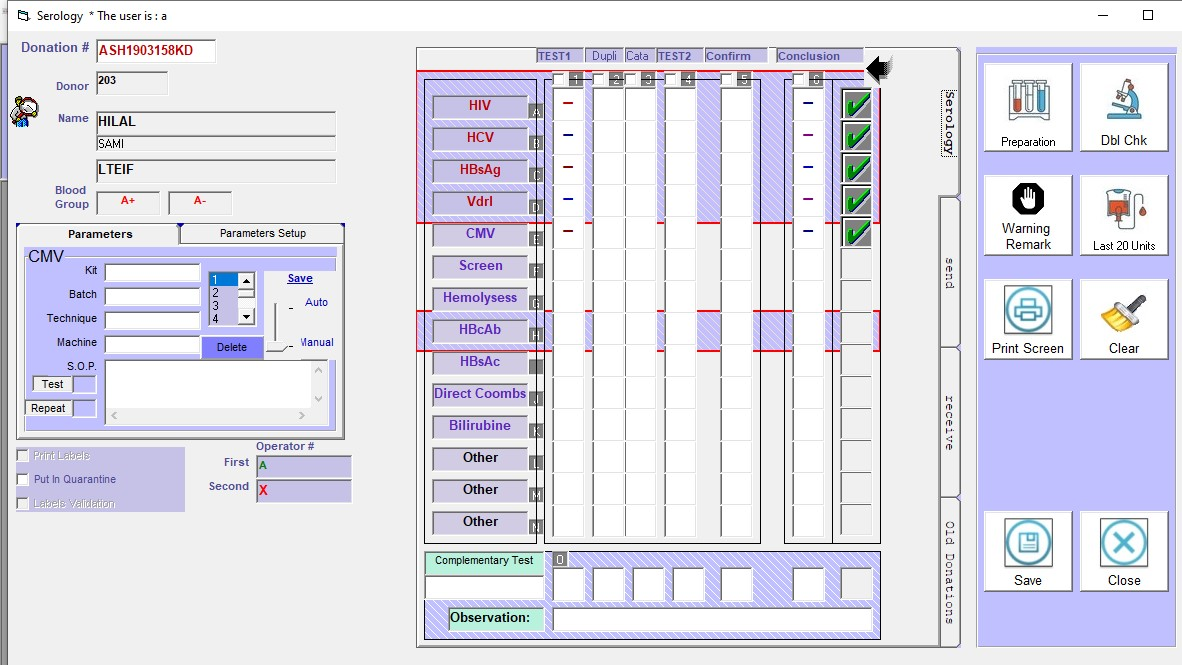 Serology * The user is : a
Donation # ASH1903158KD
Donor 203
Name HILAL
SAMI
LTEIF
Blood Group A+ A-
Parameters Parameters Setup
CMV
Kit
Batch
Technique
Machine
S.O.P.
1
2
3
4
Save
Auto
Manual
Delete
Test
Repeat
Print Labels
Put In Quarantine
Labels Validation
Operator #
First A
Second X
TEST1 Dupli Cata TEST2 Confirm Conclusion
1 2 3 4 5 6
HIV A - -
HCV B - -
HBsAg C - -
Vdrl D - -
CMV E - -
Screen F
Hemolysess G
HBcAb H
HBsAc
Direct Coombs J
Bilirubine K
Other L
Other M
Other N
Complementary Test 0
Observation:
Serology
send
receive
Old Donations
Preparation
Dbl Chk
Warning Remark
Last 20 Units
Print Screen
Clear
Save
Close